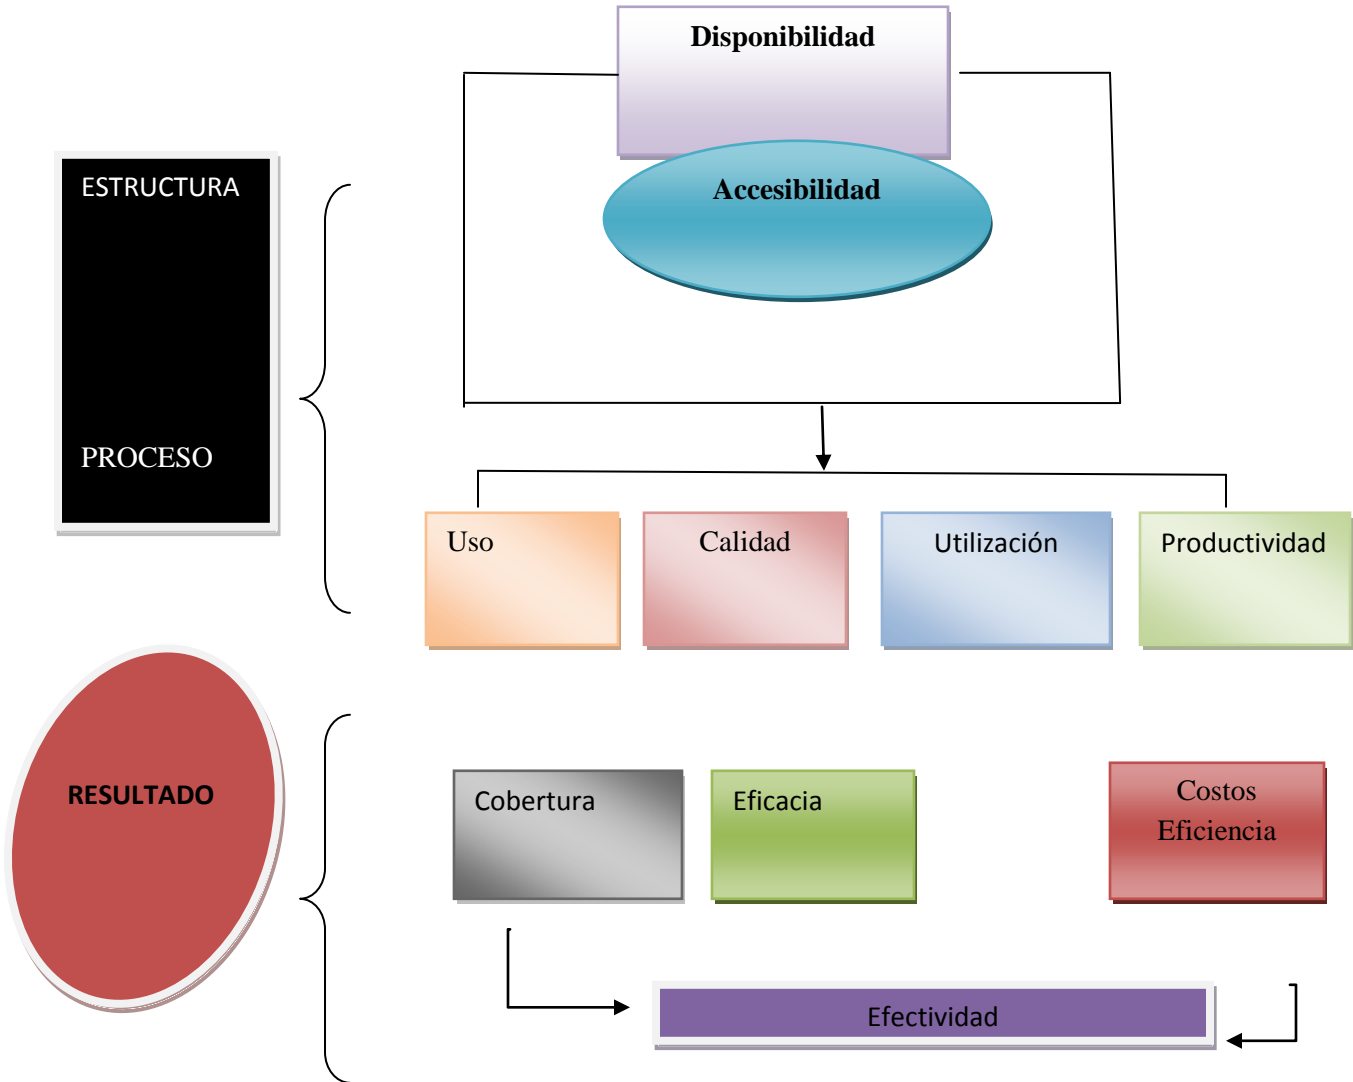 Disponibilidad
ESTRUCTURA
Accesibilidad
PROCESO
Uso
Calidad
Utilización
Productividad
RESULTADO
Cobertura
Eficacia
Costos
Eficiencia
Efectividad